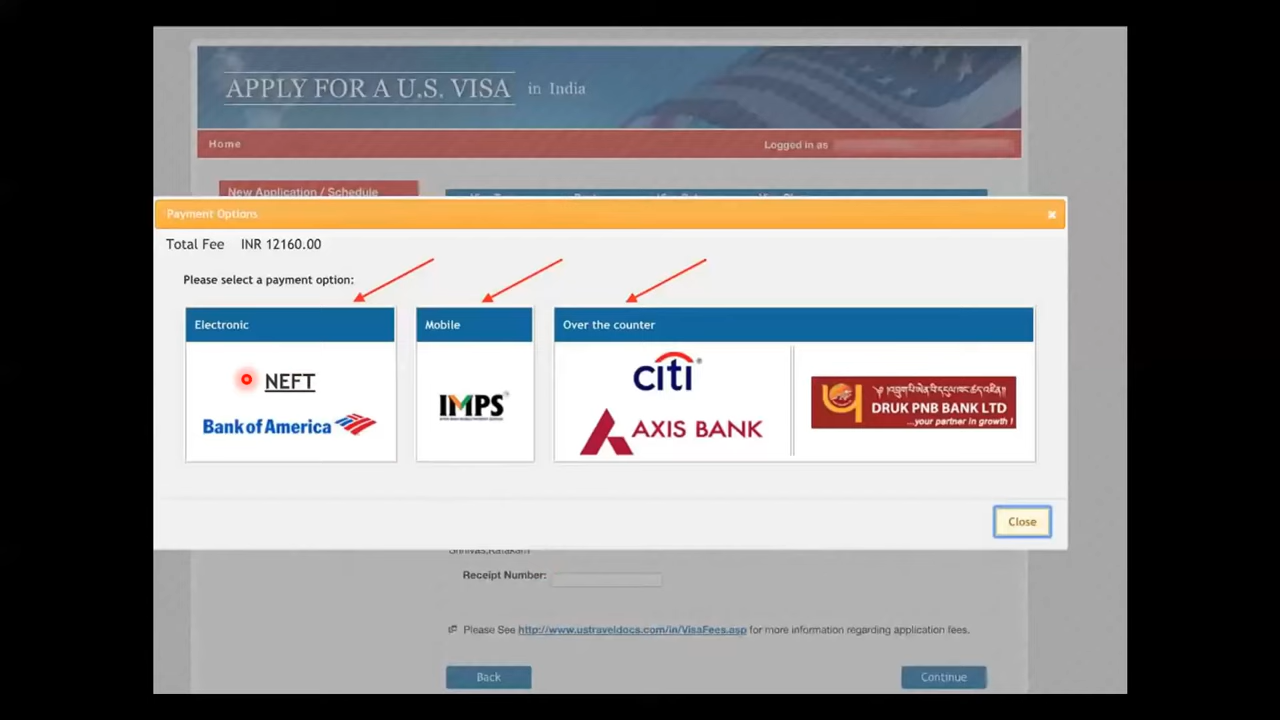 APPLY FOR A U.S. VISA in India
Home
Logged in as
New Application / Schedule
Payment Options
Total Fee INR 12160.00
Please select a payment option:
Electronic
Mobile
Over the counter
NEFT
Bank of America
IMPS
citi
AXIS BANK
DRUK PNB BANK LTD
...your partner in growth !
Close
Receipt Number:
Please See http://www.ustraveldocs.com/in/VisaFees.asp for more information regarding application fees.
Back
Continue